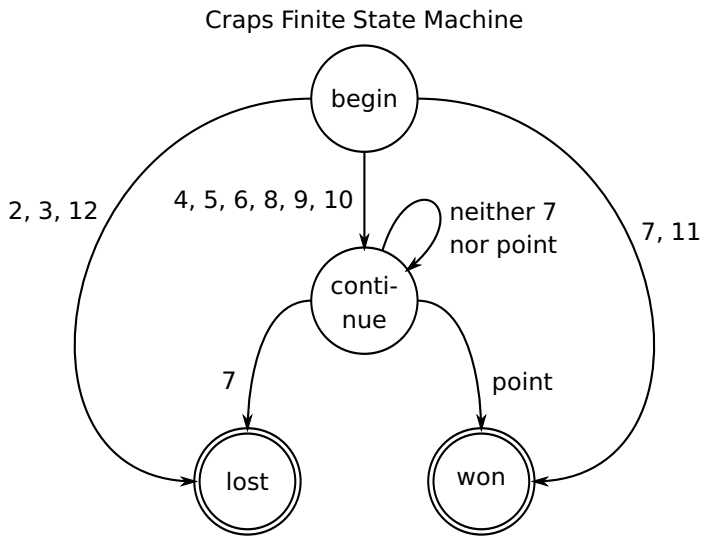 Craps Finite State Machine
begin
4, 5, 6, 8, 9, 10
2, 3, 12
neither 7
nor point
7, 11
conti-
nue
7
point
lost
won